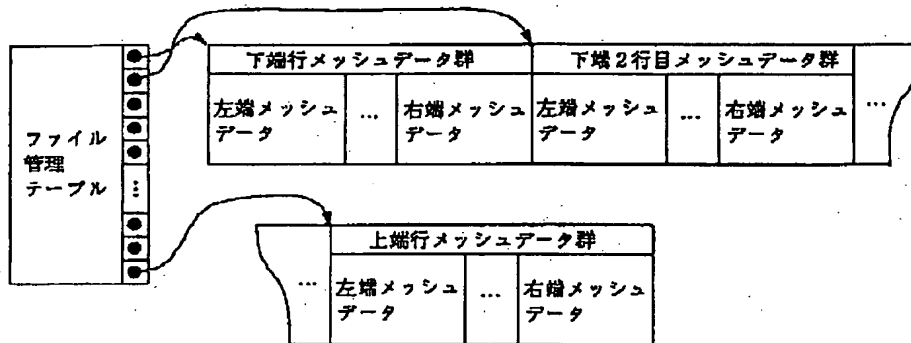 下端行メッシュデータ群
下端2行目メッシュデータ群
左端メッシュ
データ
…
右端メッシュ
データ
左端メッシュ
データ
…
右端メッシュ
データ
…
ファイル
管理
テーブル
⋮
上端行メッシュデータ群
…
左端メッシュ
データ
…
右端メッシュ
データ